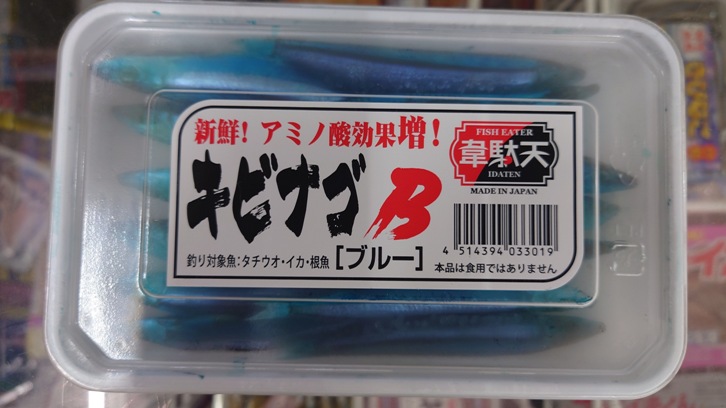 新鮮! アミノ酸効果増!
キビナゴB
釣り対象魚:タチウオ・イカ・根魚 [ブルー]
FISH EATER
韋駄天
IDATEN
MADE IN JAPAN
4 514394 033019
本品は食用ではありません